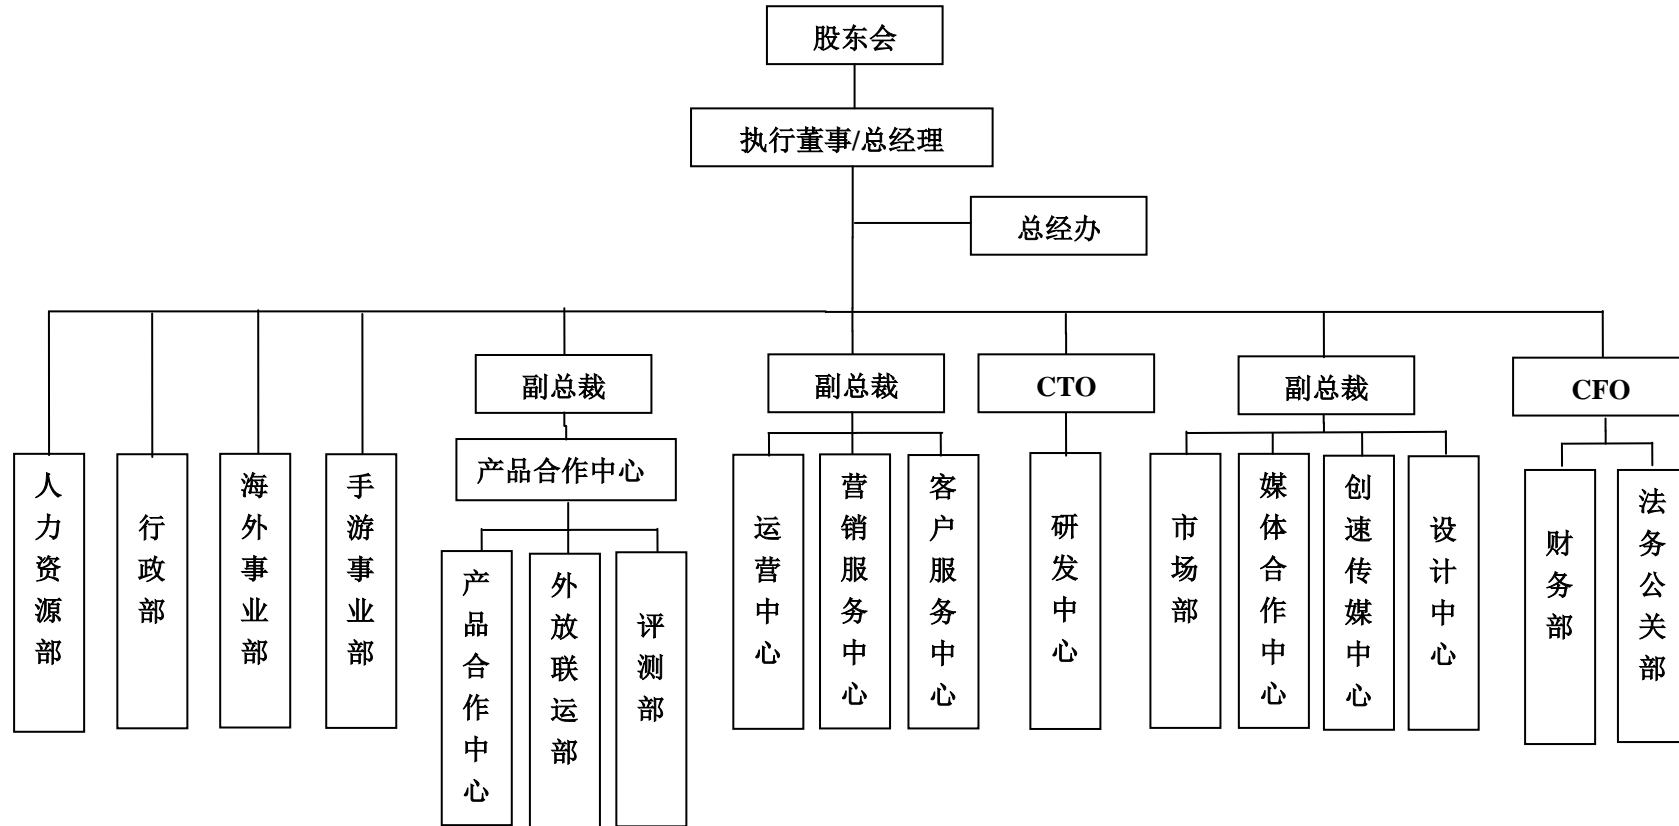 股东会
执行董事/总经理
总经办
副总裁
副总裁
CTO
副总裁
CFO
产品合作中心
人力资源部
行政部
海外事业部
手游事业部
产品合作中心
外放联运部
评测部
运营中心
营销服务中心
客户服务中心
研发中心
市场部
媒体合作中心
创速传媒中心
设计中心
财务部
法务公关部